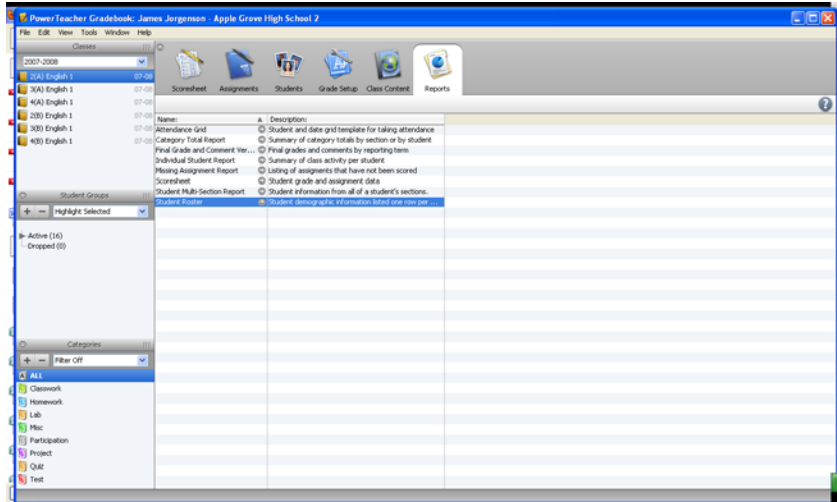 PowerTeacher Gradebook: James Jorgenson - Apple Grove High School 2
File Edit View Tools Window Help
Classes
2007-2008
2(A) English 1 07-08
3(A) English 1 07-08
4(A) English 1 07-08
2(B) English 1 07-08
3(B) English 1 07-08
4(B) English 1 07-08
Scoresheet Assignments Students Grade Setup Class Content Reports
Name: Description:
Attendance Grid Student and date grid template for taking attendance
Category Total Report Summary of category totals by section or by student
Final Grade and Comment Ver... Final grades and comments by reporting term
Individual Student Report Summary of class activity per student
Missing Assignment Report Listing of assigments that have not been scored
Scoresheet Student grade and assignment data
Student Multi-Section Report Student information from all of a student's sections.
Student Roster Student demographic information listed one row per ...
Student Groups
+ - Highlight Selected
Active (16)
Dropped (0)
Categories
+ - Filter Off
ALL
Classwork
Homework
Lab
Misc
Participation
Project
Quiz
Test